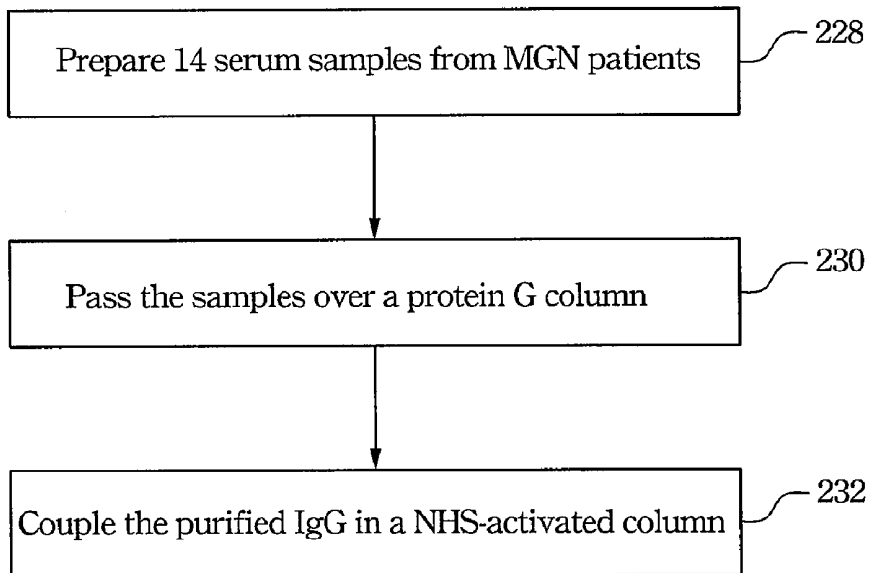 Prepare 14 serum samples from MGN patients
228
Pass the samples over a protein G column
230
Couple the purified IgG in a NHS-activated column
232